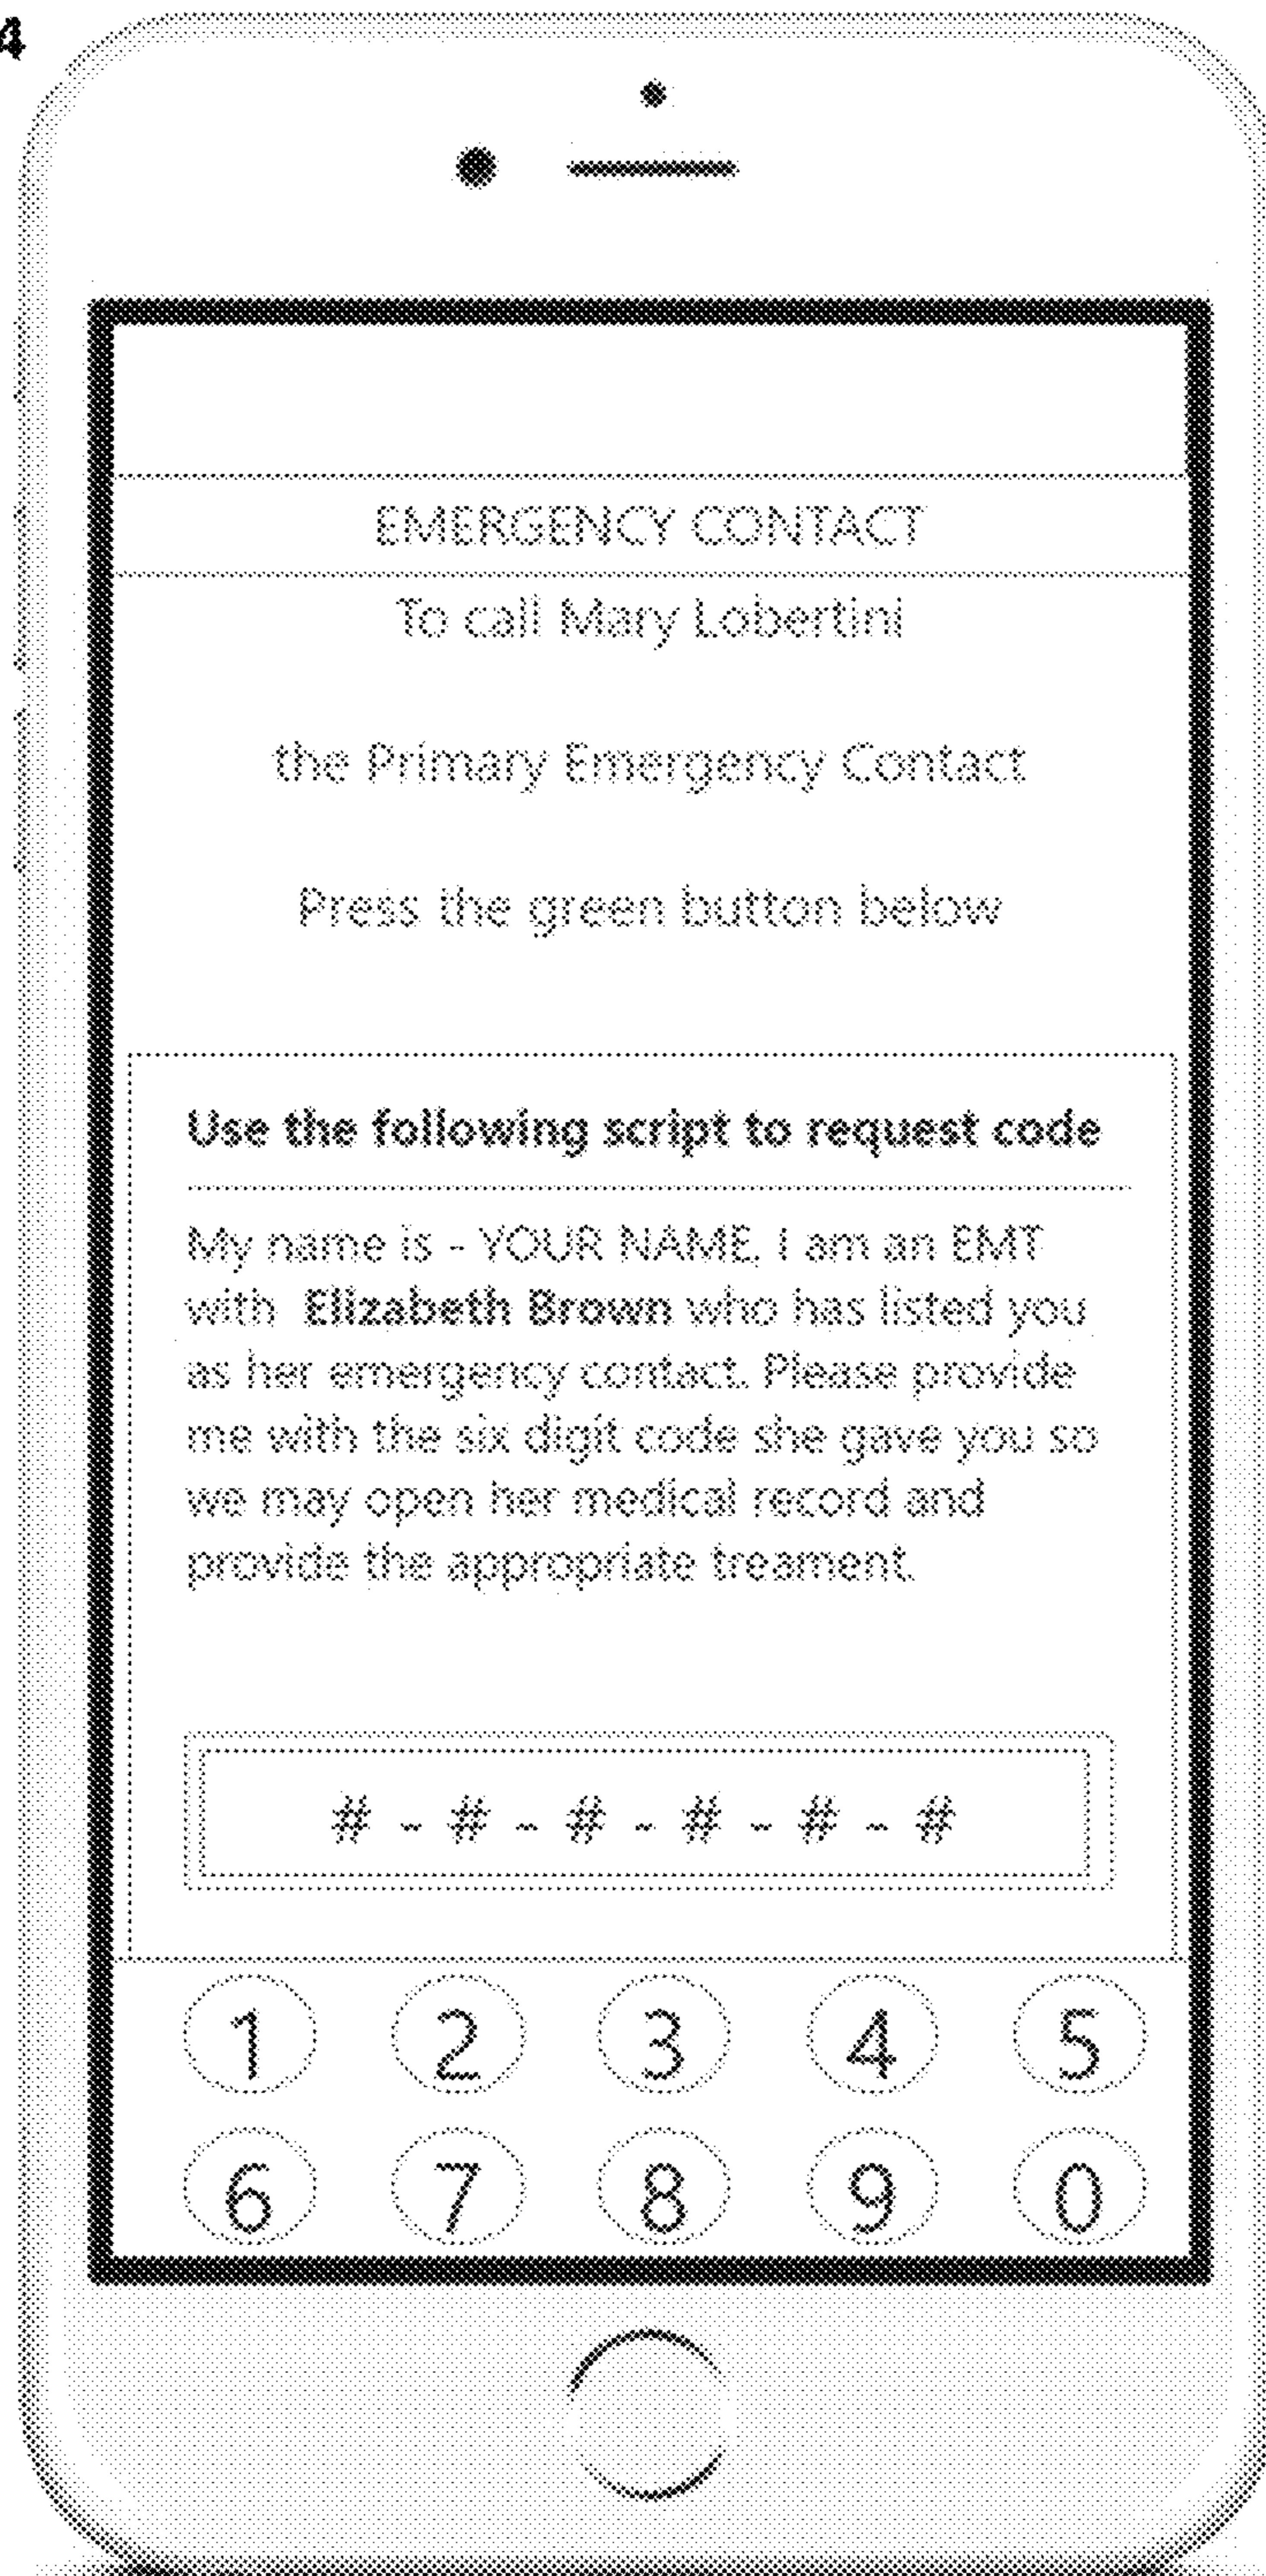 4
EMERGENCY CONTACT
To call Mary Lobertini
the Primary Emergency Contact
Press the green button below
Use the following script to request code
My name is - YOUR NAME. I am an EMT
with Elizabeth Brown who has listed you
as her emergency contact. Please provide
me with the six digit code she gave you so
we may open her medical record and
provide the appropriate treament.
# - # - # - # - # - #
1 2 3 4 5
6 7 8 9 0